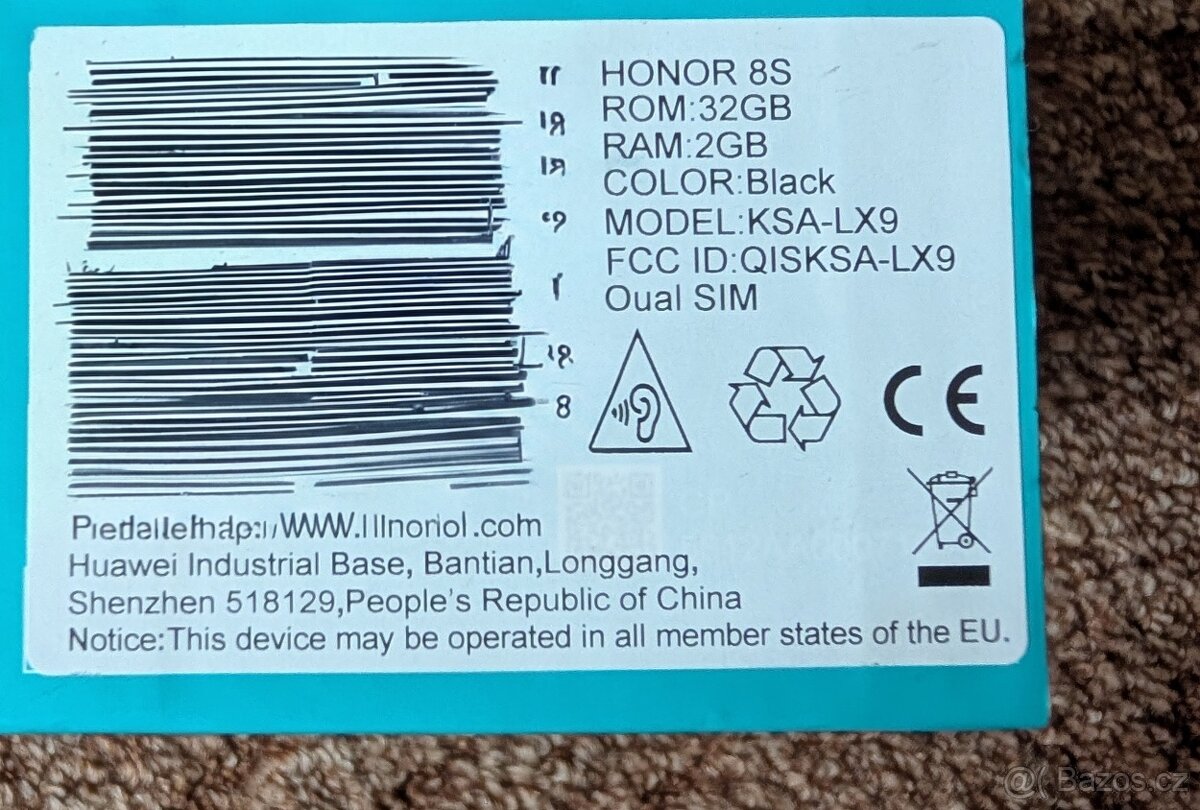 HONOR 8S
ROM:32GB
RAM:2GB
COLOR:Black
MODEL:KSA-LX9
FCC ID:QISKSA-LX9
Oual SIM
8
CE
.com
Huawei Industrial Base, Bantian,Longgang,
Shenzhen 518129,People's Republic of China
Notice:This device may be operated in all member states of the EU.
Bazos.cz